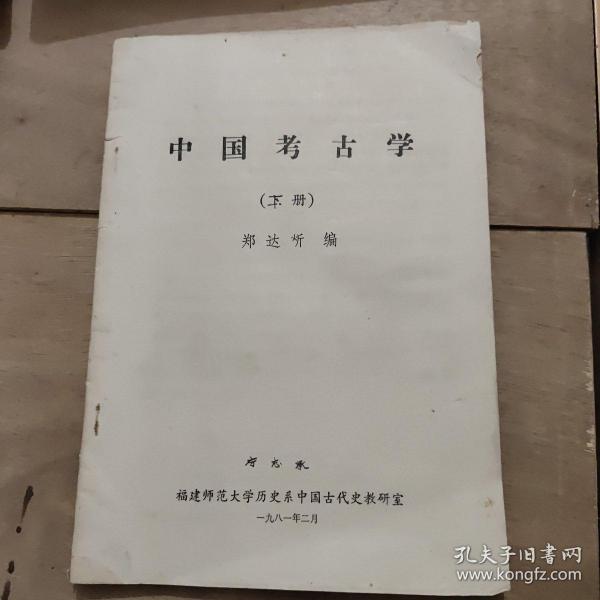 中国考古学
(下册)
郑达炘 编
福建师范大学历史系中国古代史教研室
一九八一年二月
孔夫子旧书网
www.kongfz.com